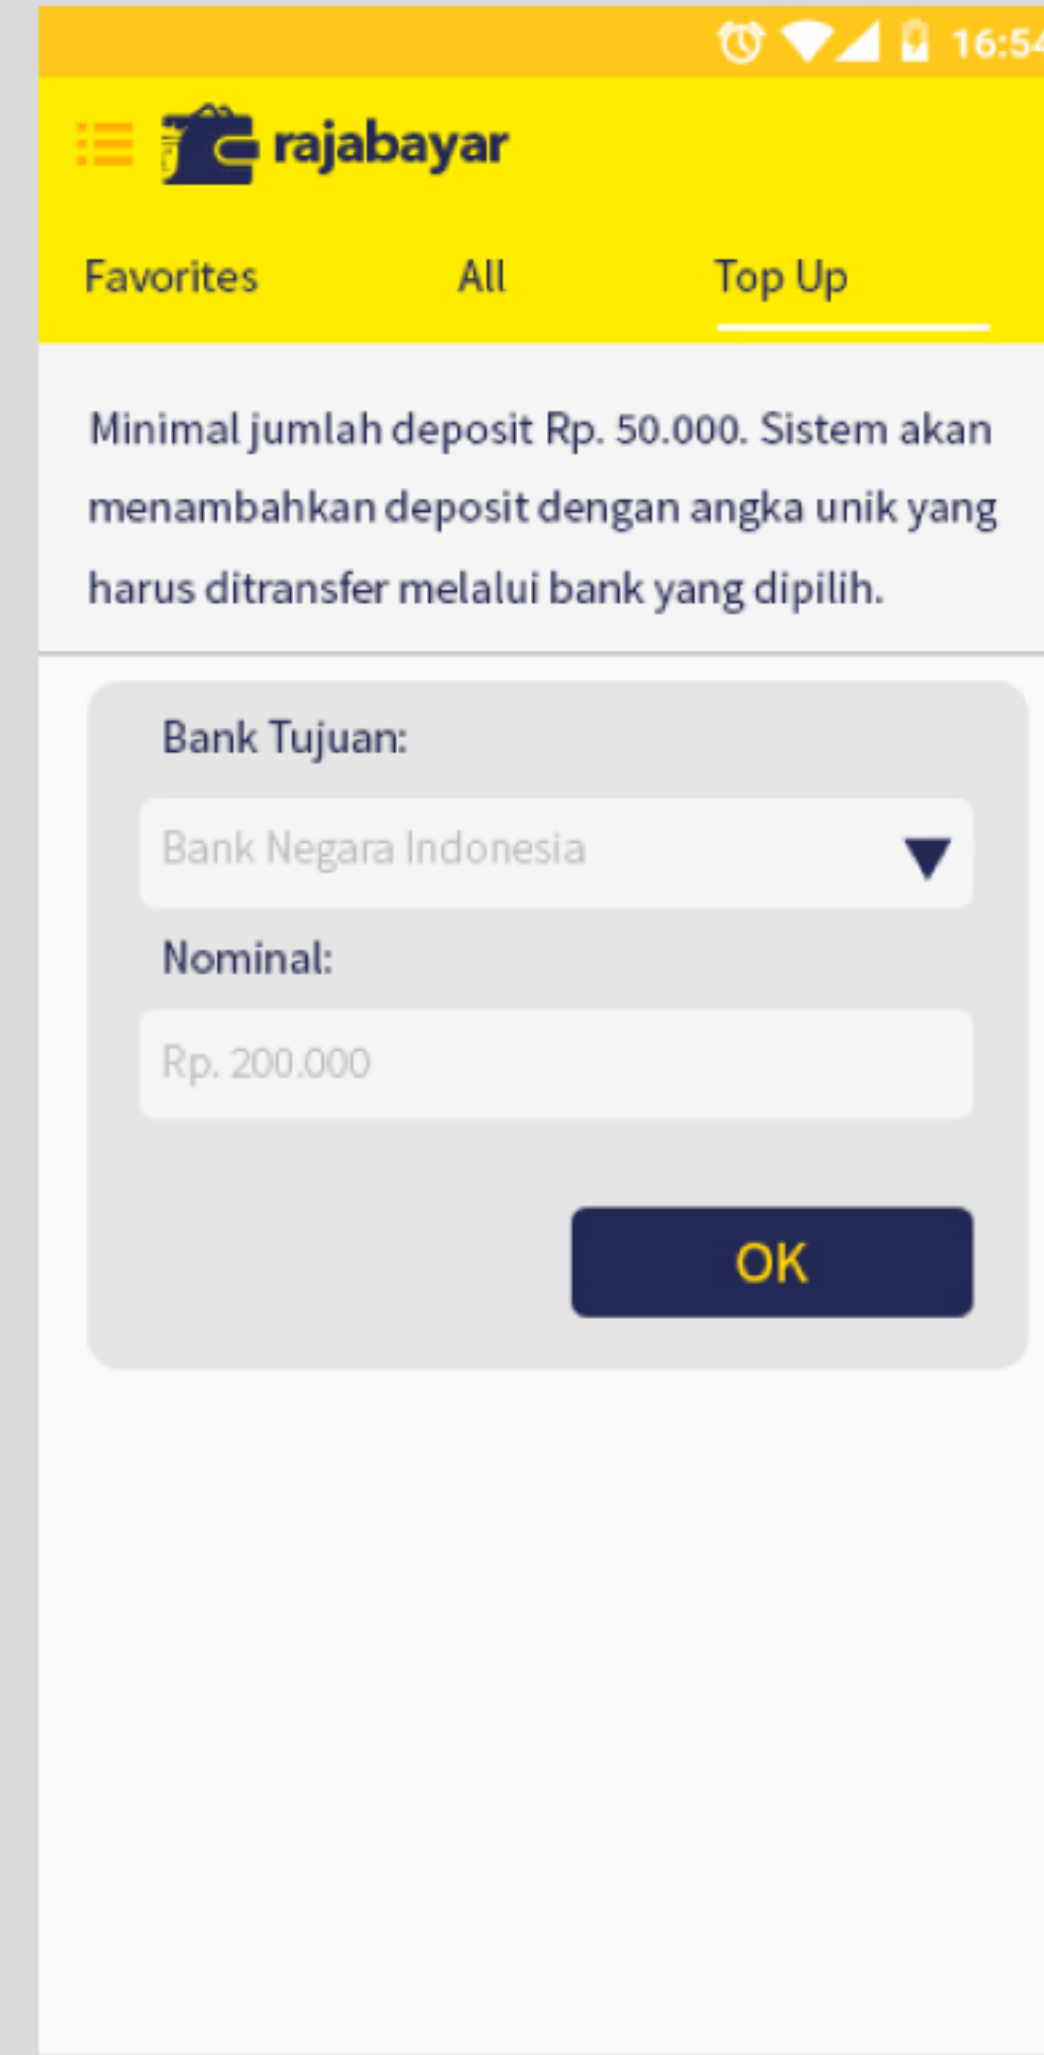 16:54
rajabayar
Favorites All Top Up
Minimal jumlah deposit Rp. 50.000. Sistem akan
menambahkan deposit dengan angka unik yang
harus ditransfer melalui bank yang dipilih.
Bank Tujuan:
Bank Negara Indonesia
Nominal:
Rp. 200.000
OK